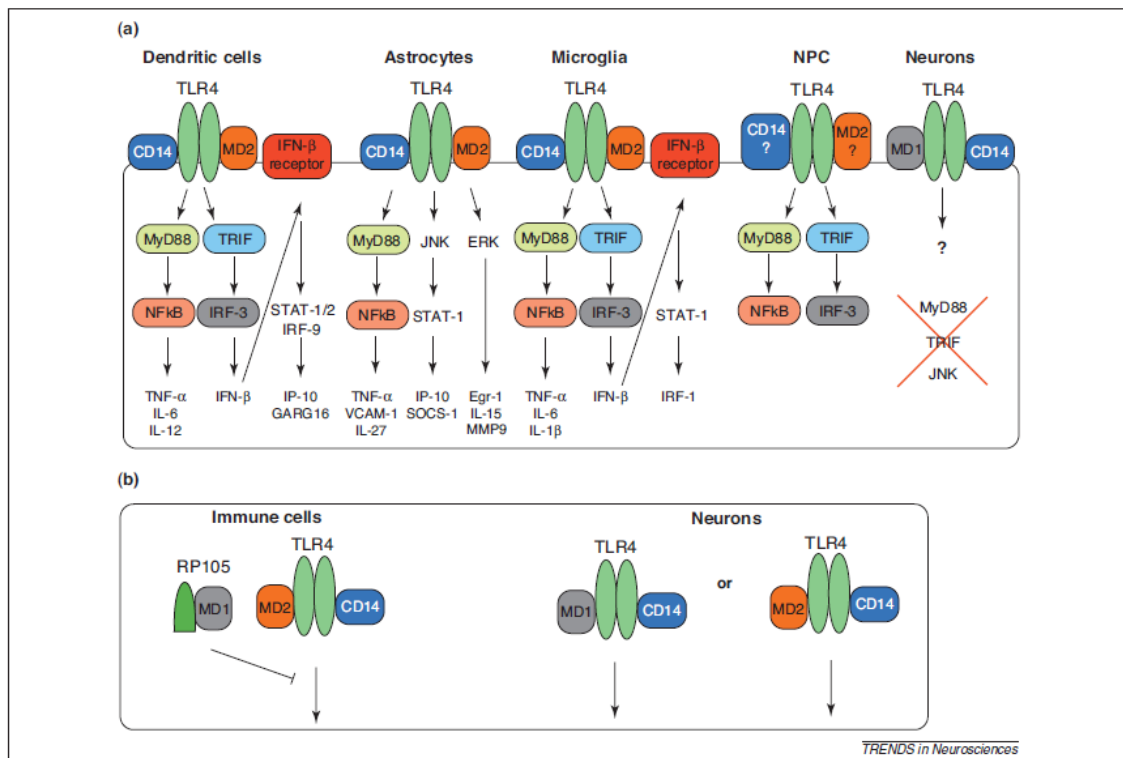 (a)
Dendritic cells
Astrocytes
Microglia
NPC
Neurons
TLR4
TLR4
TLR4
TLR4
TLR4
CD14
MD2
IFN-β
receptor
CD14
MD2
CD14
MD2
IFN-β
receptor
CD14
?
MD2
?
MD1
CD14
MyD88
TRIF
MyD88
JNK
ERK
MyD88
TRIF
MyD88
TRIF
?
NFkB
IRF-3
STAT-1/2
IRF-9
NFkB
STAT-1
NFkB
IRF-3
STAT-1
NFkB
IRF-3
MyD88
TRIF
JNK
TNF-α
IL-6
IL-12
IFN-β
IP-10
GARG16
TNF-α
VCAM-1
IL-27
IP-10
SOCS-1
Egr-1
IL-15
MMP9
TNF-α
IL-6
IL-1β
IFN-β
IRF-1
(b)
Immune cells
Neurons
RP105
MD1
TLR4
MD2
CD14
TLR4
MD1
CD14
or
TLR4
MD2
CD14
TRENDS in Neurosciences